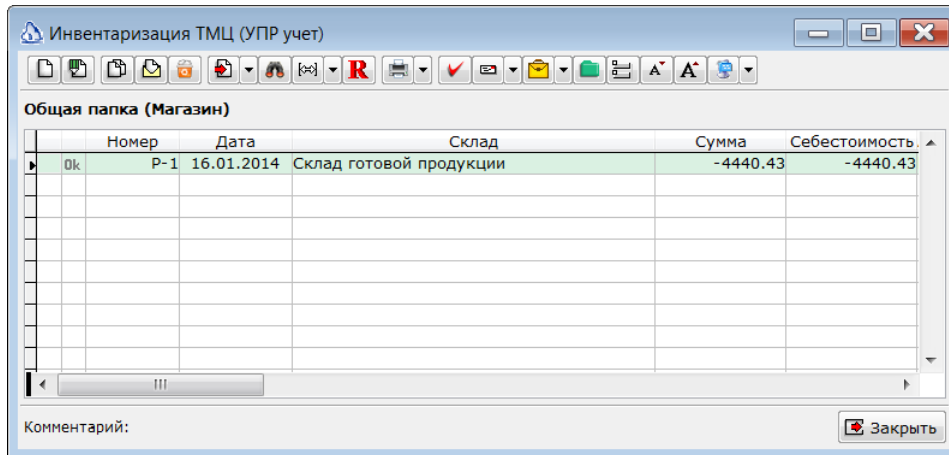 Инвентаризация ТМЦ (УПР учет)
R A A
Общая папка (Магазин)
Номер Дата Склад Сумма Себестоимость
Ok Р-1 16.01.2014 Склад готовой продукции -4440.43 -4440.43
Комментарий: Закрыть